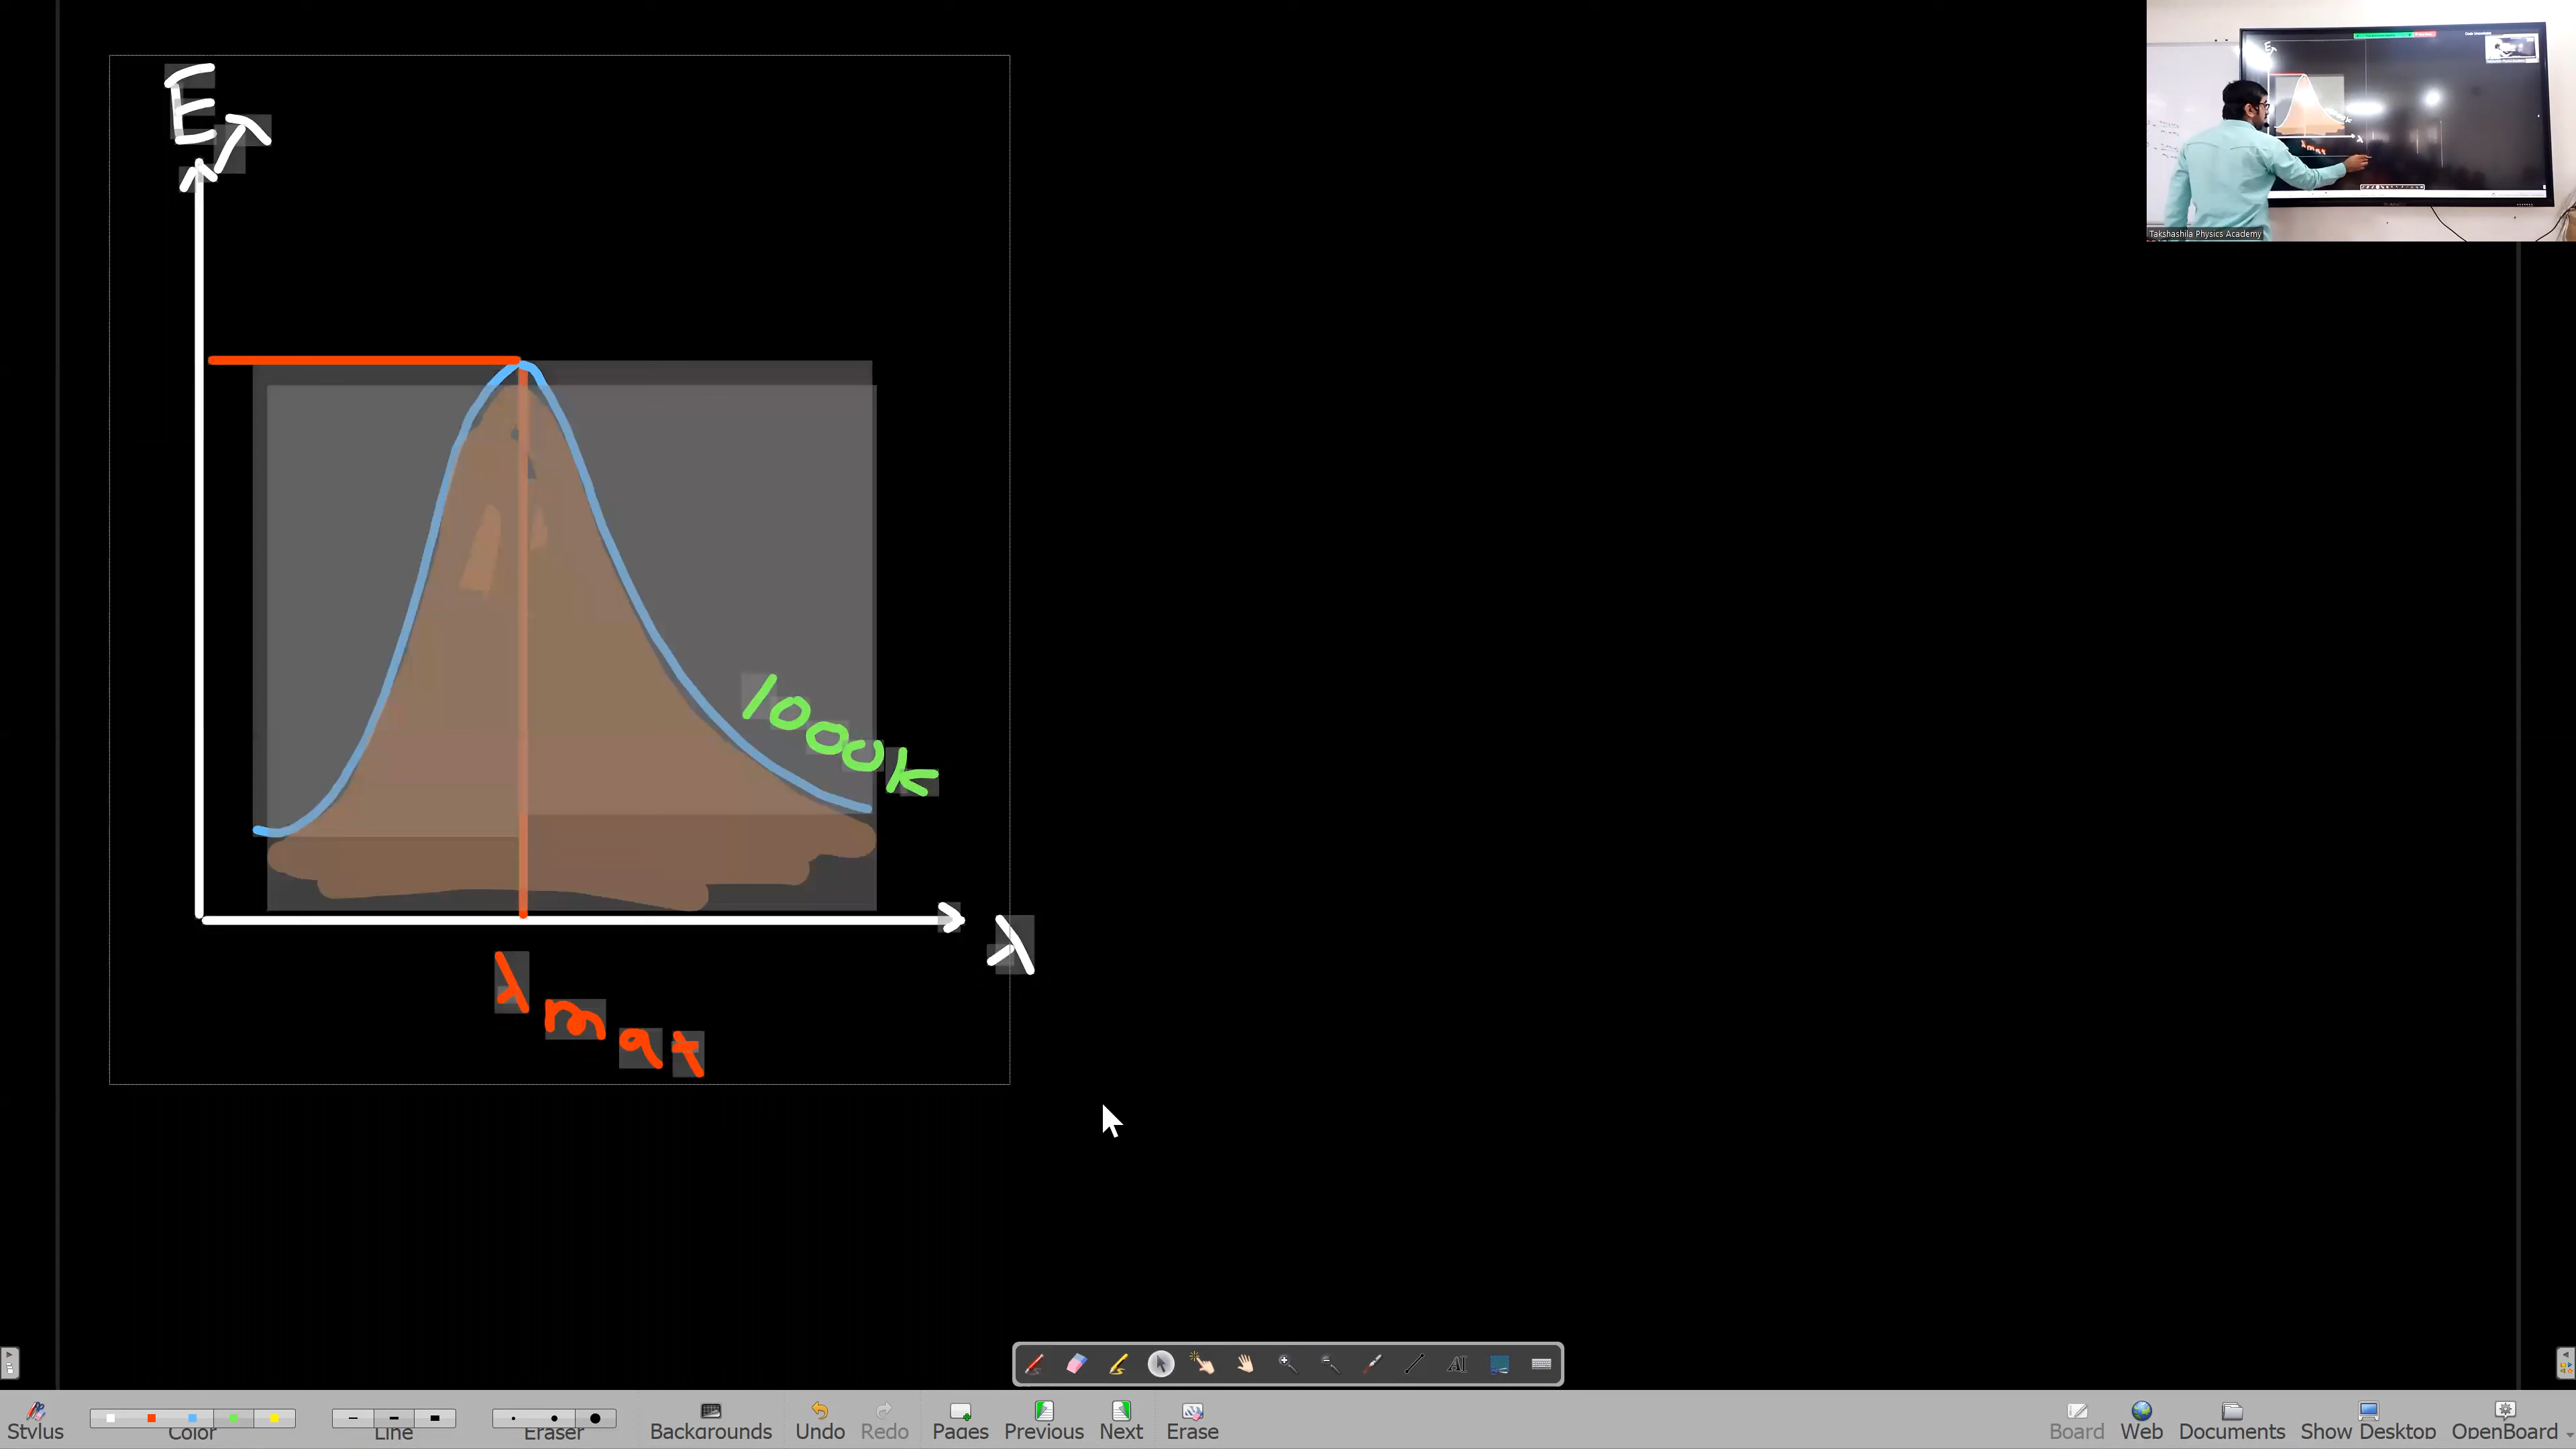 Eλ
Takshashila Physics Academy
1000k
λ
λ max
Stylus
Color
Line
Eraser
Backgrounds
Undo
Redo
Pages
Previous
Next
Erase
Board
Web
Documents
Show Desktop
OpenBoard